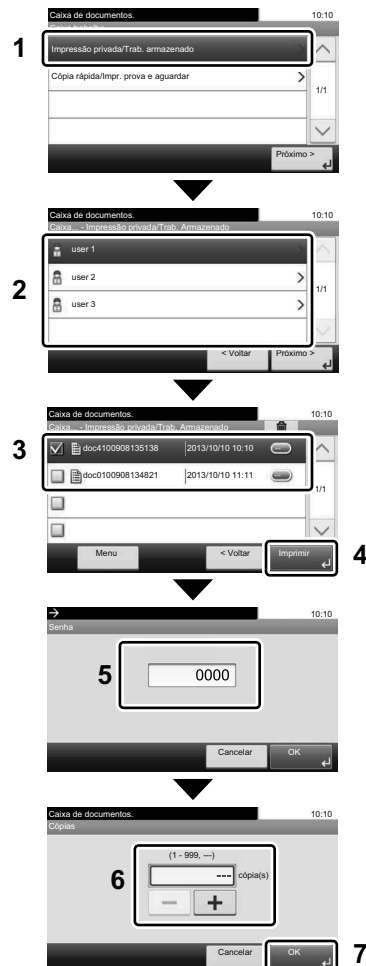 Caixa de documentos. 10:10
Caixa trabalho
1
Impressão privada/Trab. armazenado
Cópia rápida/Impr. prova e aguardar
1/1
Próximo >
Caixa de documentos. 10:10
Caixa... - Impressão privada/Trab. Armazenado
2
user 1
user 2
1/1
user 3
< Voltar Próximo >
Caixa de documentos. 10:10
Caixa... - Impressão privada/Trab. Armazenado
3
doc4100908135138 2013/10/10 10:10
doc0100908134821 2013/10/10 11:11
1/1
Menu < Voltar Imprimir
4
10:10
Senha
5
0000
Cancelar OK
Caixa de documentos. 10:10
Cópias
(1 - 999, ---)
6
--- cópia(s)
Cancelar OK
7